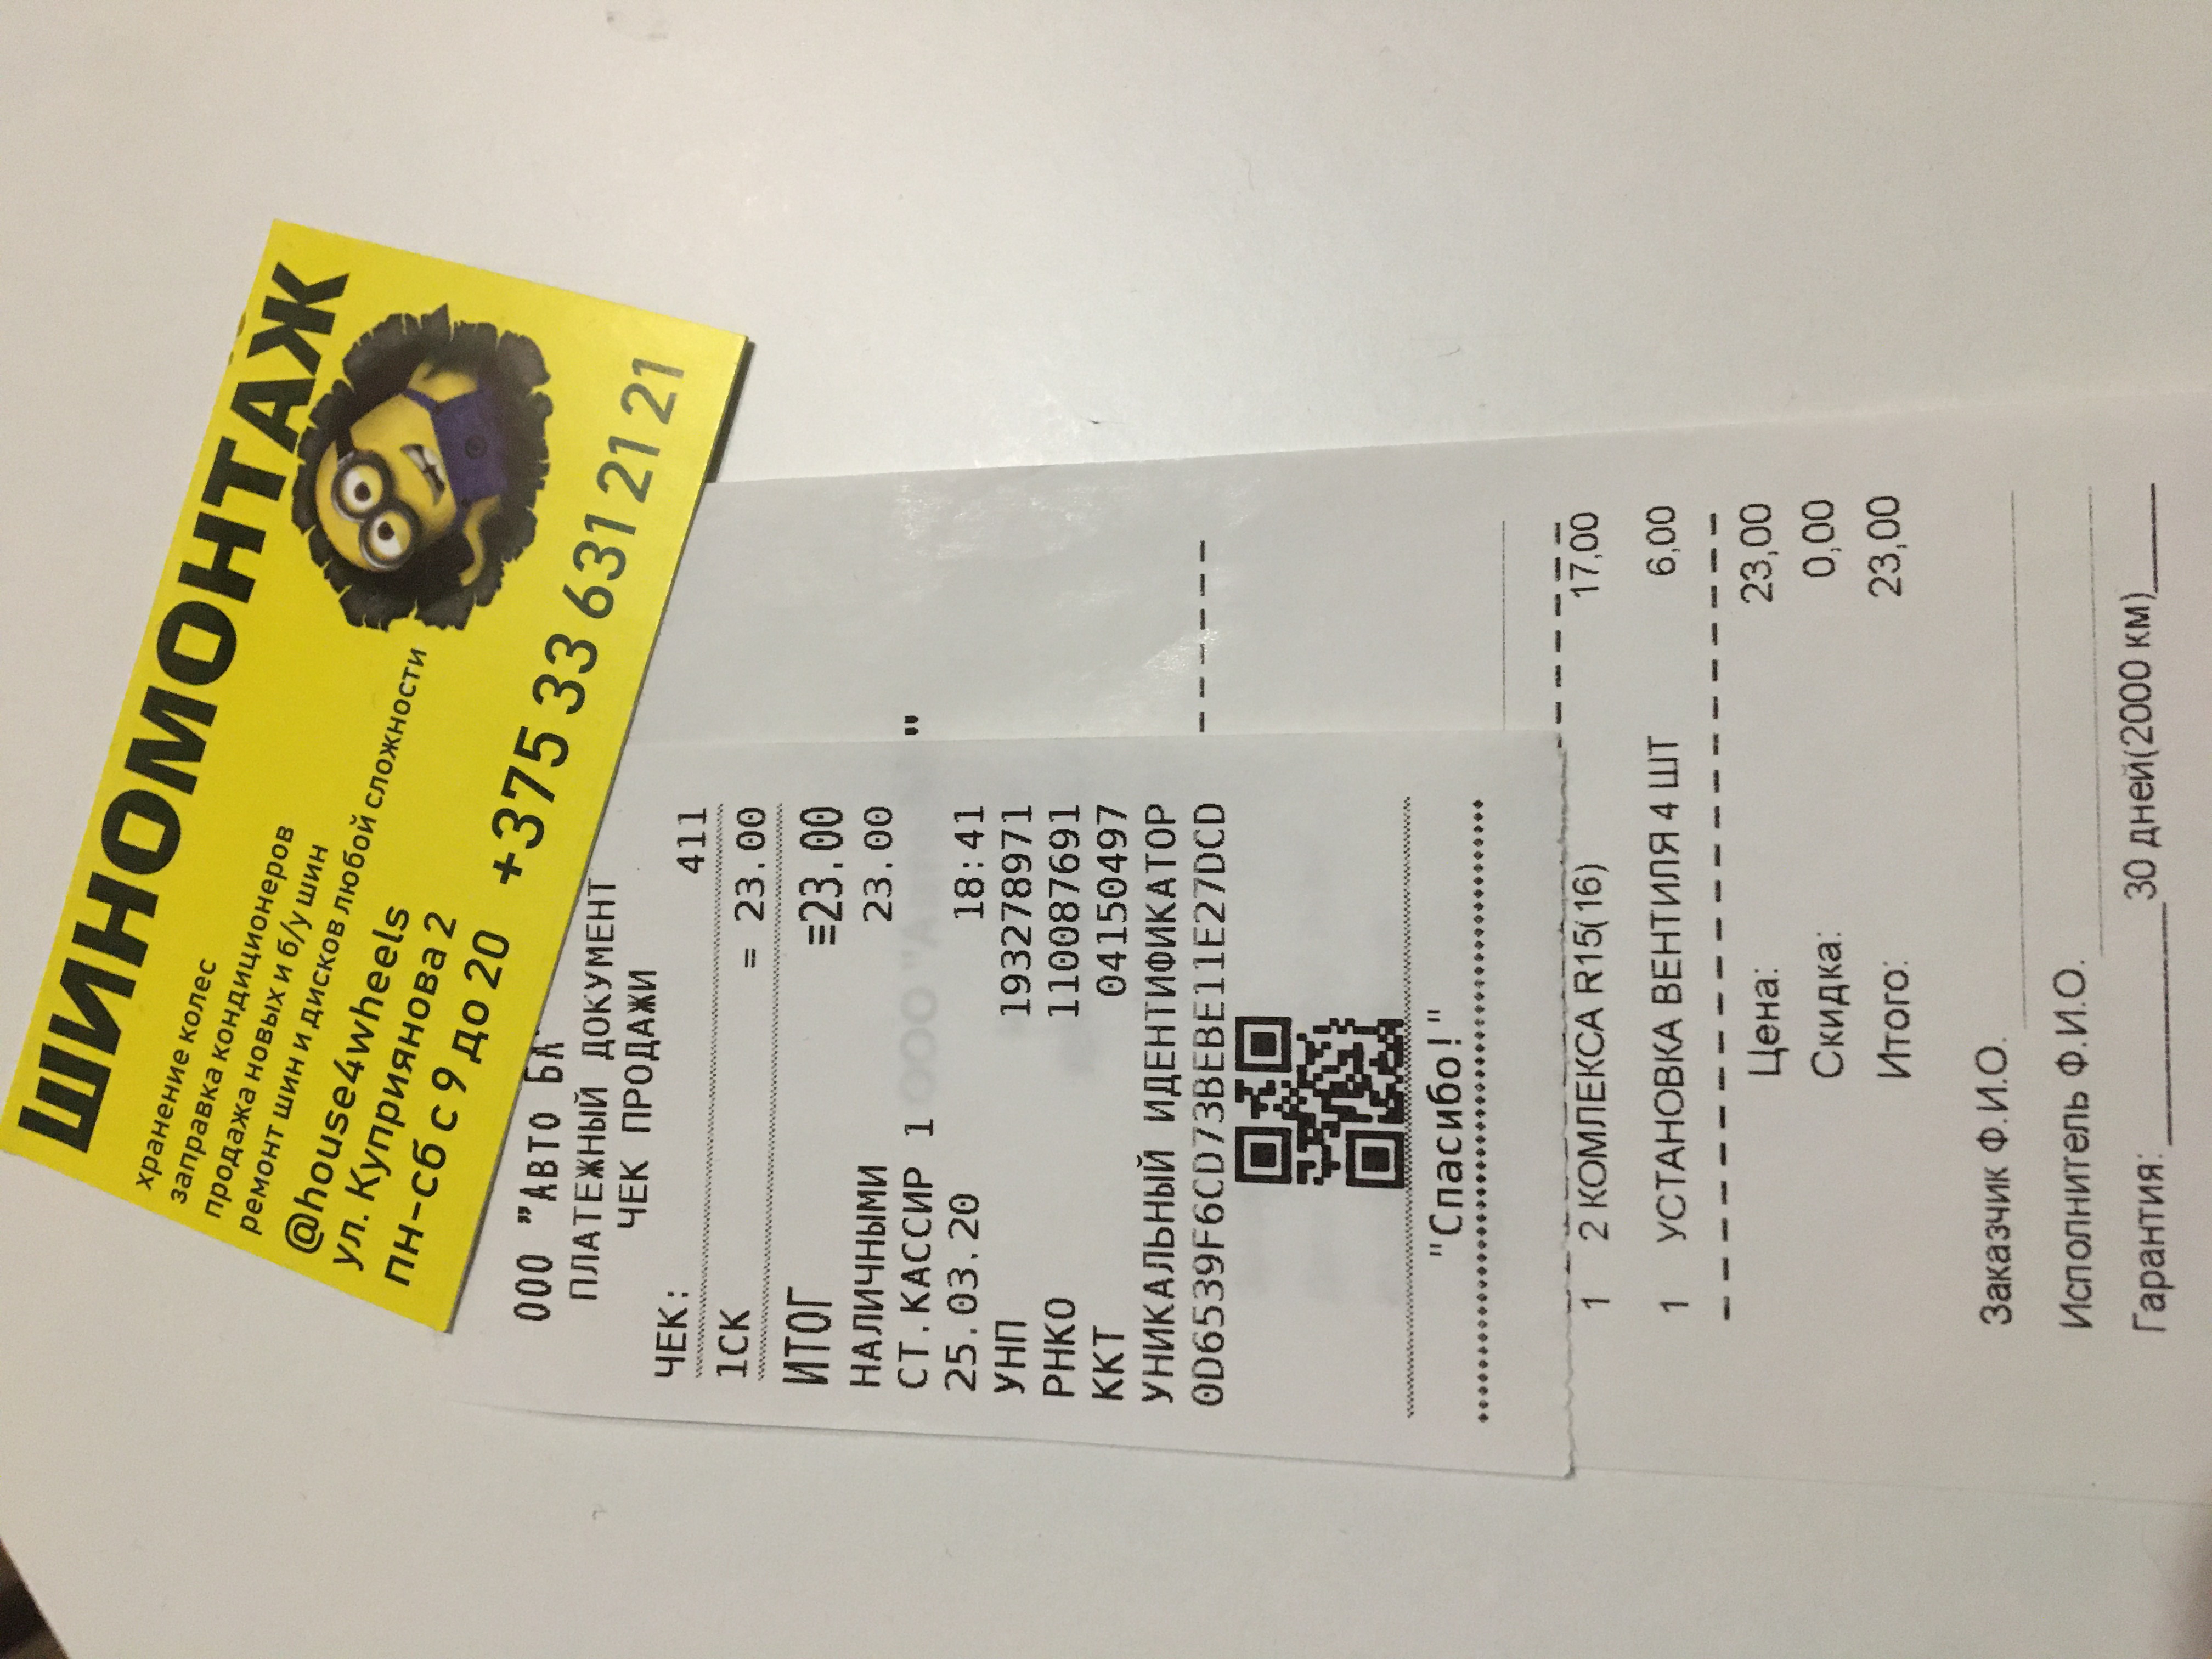 ШИНОМОНТАЖ
хранение колес
заправка кондиционеров
продажа новых и б/у шин
ремонт шин и дисков любой сложности
@house4wheels
ул. Куприянова 2
пн-сб с 9 до 20 +375 33 631 21 21
ООО "АВТО
ПЛАТЕЖНЫЙ ДОКУМЕНТ
ЧЕК ПРОДАЖИ
ЧЕК: 411
1СК = 23.00
ИТОГ =23.00
НАЛИЧНЫМИ 23.00
СТ.КАССИР 1
25.03.20 18:41
УНП 193278971
РНКО 110087691
ККТ 04150497
УНИКАЛЬНЫЙ ИДЕНТИФИКАТОР
0D6539F6CD73BEBE11E27DCD
"Спасибо!"
"
1 2 КОМЛЕКСА R15(16) 17,00
1 УСТАНОВКА ВЕНТИЛЯ 4 ШТ 6,00
Цена: 23,00
Скидка: 0,00
Итого: 23,00
Заказчик Ф.И.О.
Исполнитель Ф.И.О.
Гарантия: 30 дней(2000 км)